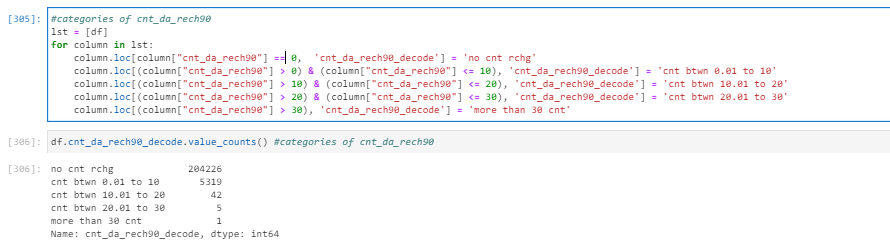 [305]: #categories of cnt_da_rech90
lst = [df]
for column in lst:
    column.loc[column["cnt_da_rech90"] == 0,  'cnt_da_rech90_decode'] = 'no cnt rchg'
    column.loc[(column["cnt_da_rech90"] > 0) & (column["cnt_da_rech90"] <= 10), 'cnt_da_rech90_decode'] = 'cnt btwn 0.01 to 10'
    column.loc[(column["cnt_da_rech90"] > 10) & (column["cnt_da_rech90"] <= 20), 'cnt_da_rech90_decode'] = 'cnt btwn 10.01 to 20'
    column.loc[(column["cnt_da_rech90"] > 20) & (column["cnt_da_rech90"] <= 30), 'cnt_da_rech90_decode'] = 'cnt btwn 20.01 to 30'
    column.loc[(column["cnt_da_rech90"] > 30), 'cnt_da_rech90_decode'] = 'more than 30 cnt'
[306]: df.cnt_da_rech90_decode.value_counts() #categories of cnt_da_rech90
[306]: no cnt rchg             204226
cnt btwn 0.01 to 10       5319
cnt btwn 10.01 to 20        42
cnt btwn 20.01 to 30         5
more than 30 cnt             1
Name: cnt_da_rech90_decode, dtype: int64